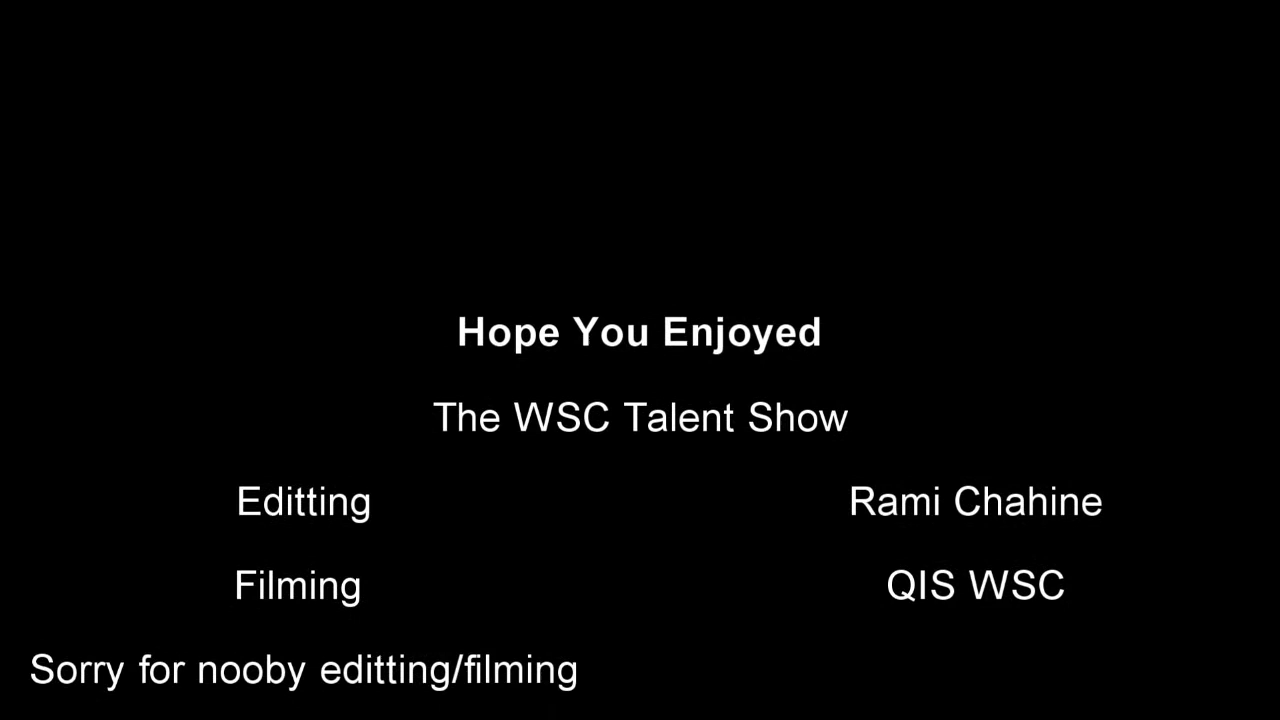 Hope You Enjoyed
The WSC Talent Show
Editting Rami Chahine
Filming QIS WSC
Sorry for nooby editting/filming